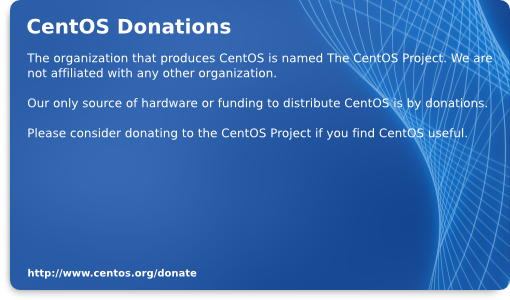 CentOS Donations
The organization that produces CentOS is named The CentOS Project. We are
not affiliated with any other organization.
Our only source of hardware or funding to distribute CentOS is by donations.
Please consider donating to the CentOS Project if you find CentOS useful.
http://www.centos.org/donate